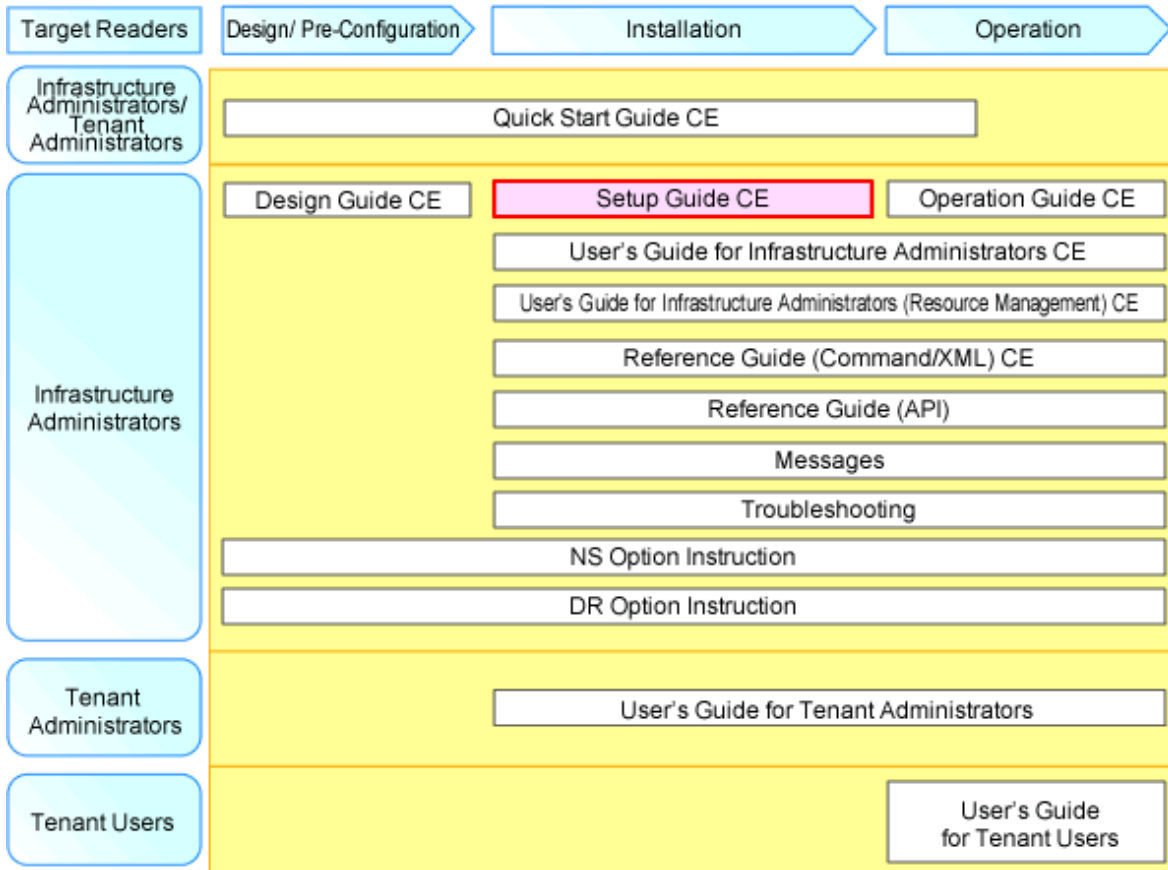 Target Readers
Design/ Pre-Configuration
Installation
Operation
Infrastructure
Administrators/
Tenant
Administrators
Quick Start Guide CE
Infrastructure
Administrators
Design Guide CE
Setup Guide CE
Operation Guide CE
User's Guide for Infrastructure Administrators CE
User's Guide for Infrastructure Administrators (Resource Management) CE
Reference Guide (Command/XML) CE
Reference Guide (API)
Messages
Troubleshooting
NS Option Instruction
DR Option Instruction
Tenant
Administrators
User's Guide for Tenant Administrators
Tenant Users
User's Guide
for Tenant Users